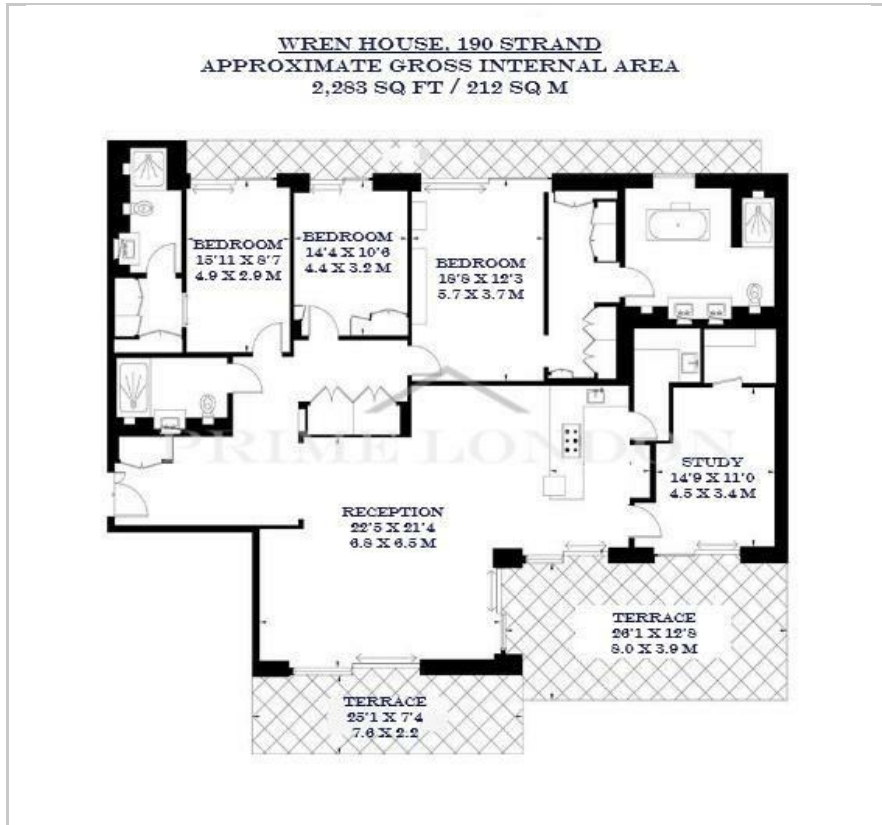 WREN HOUSE, 190 STRAND
APPROXIMATE GROSS INTERNAL AREA
2,283 SQ FT / 212 SQ M
BEDROOM
15'11 X 8'7
4.9 X 2.9 M
BEDROOM
14'4 X 10'6
4.4 X 3.2 M
BEDROOM
18'8 X 12'3
5.7 X 3.7 M
PRIME LONDON
STUDY
14'9 X 11'0
4.5 X 3.4 M
RECEPTION
22'5 X 21'4
6.8 X 6.5 M
TERRACE
26'1 X 12'8
8.0 X 3.9 M
TERRACE
25'1 X 7'4
7.6 X 2.2